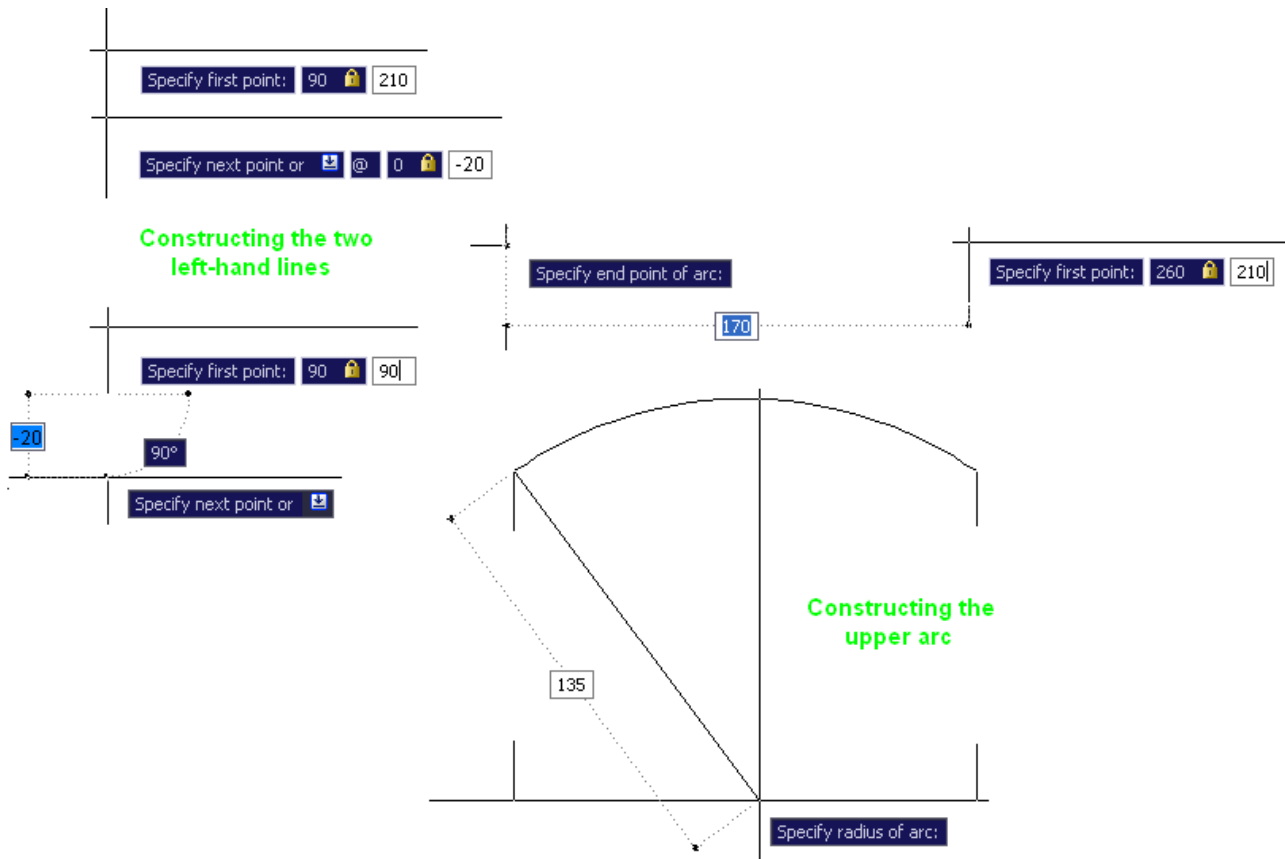 Specify first point: 90 210
Specify next point or @ 0 -20
Constructing the two
left-hand lines
Specify end point of arc:
Specify first point: 260 210
170
Specify first point: 90 90
-20
90°
Specify next point or
Constructing the
upper arc
135
Specify radius of arc: